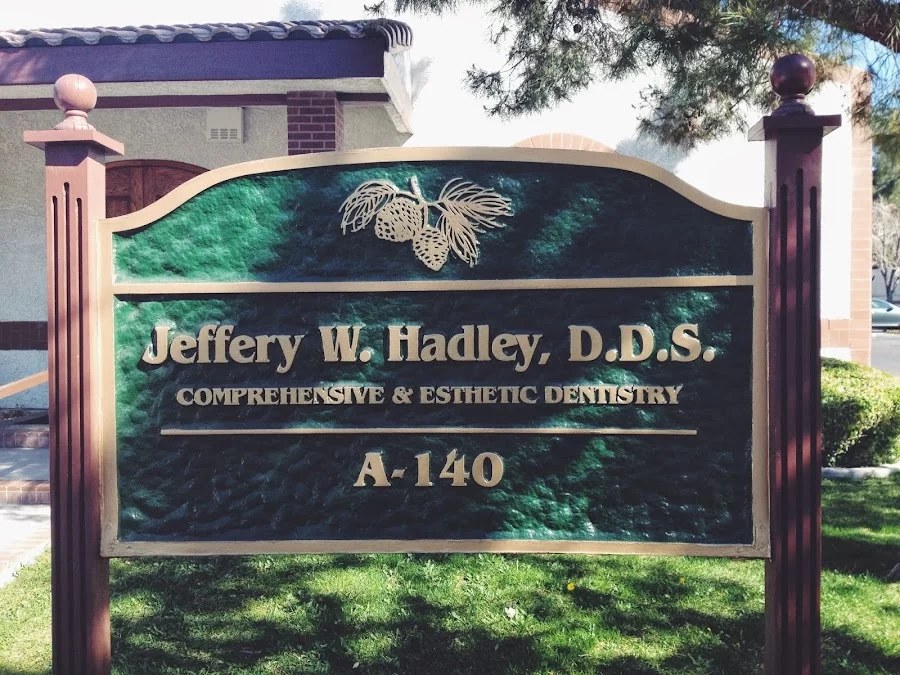 Jeffery W. Hadley, D.D.S.
COMPREHENSIVE & ESTHETIC DENTISTRY
A-140